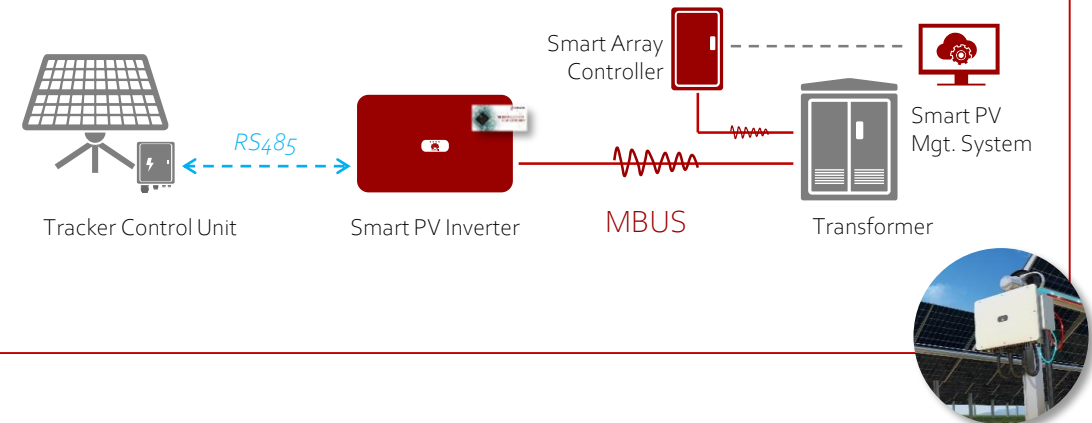 Smart Array
Controller
Smart PV
Mgt. System
RS485
MBUS
Tracker Control Unit
Smart PV Inverter
Transformer